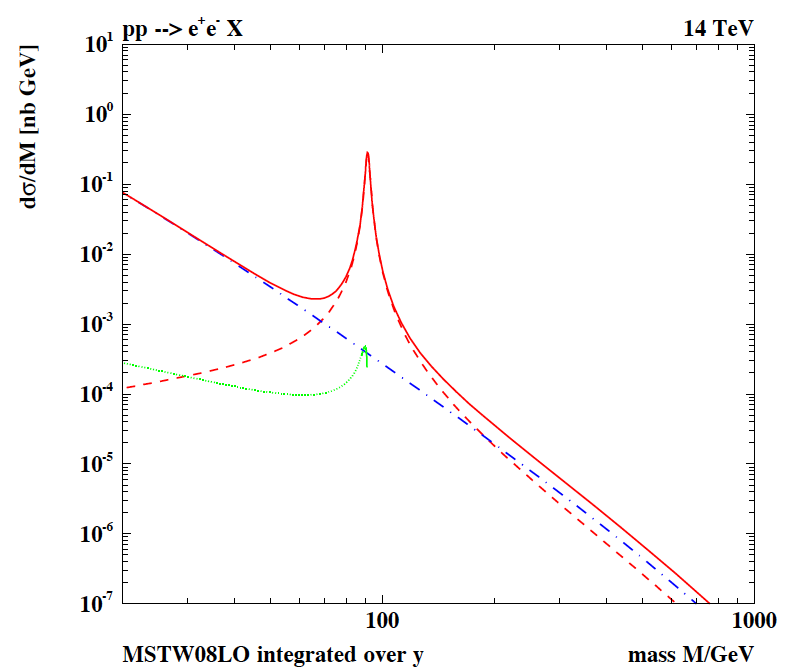 pp --> e⁺e⁻ X
14 TeV
dσ/dM [nb GeV]
10¹
10⁰
10⁻¹
10⁻²
10⁻³
10⁻⁴
10⁻⁵
10⁻⁶
10⁻⁷
100
1000
MSTW08LO integrated over y
mass M/GeV